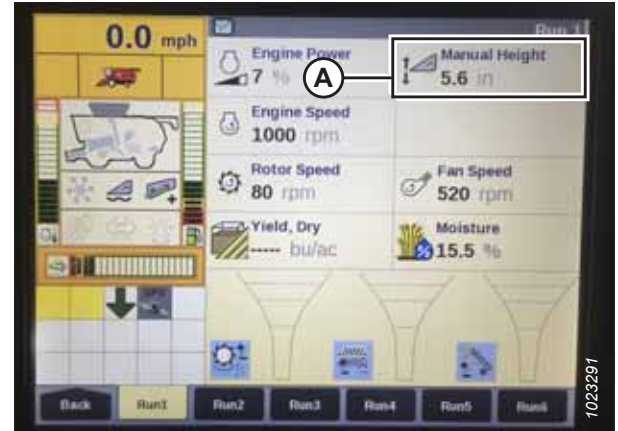 0.0 mph
Run 1
Engine Power
7 %
A
Manual Height
5.6 in
Engine Speed
1000 rpm
Rotor Speed
80 rpm
Fan Speed
520 rpm
Yield, Dry
----- bu/ac
Moisture
15.5 %
Back
Run1
Run2
Run3
Run4
Run5
Run6
1023291